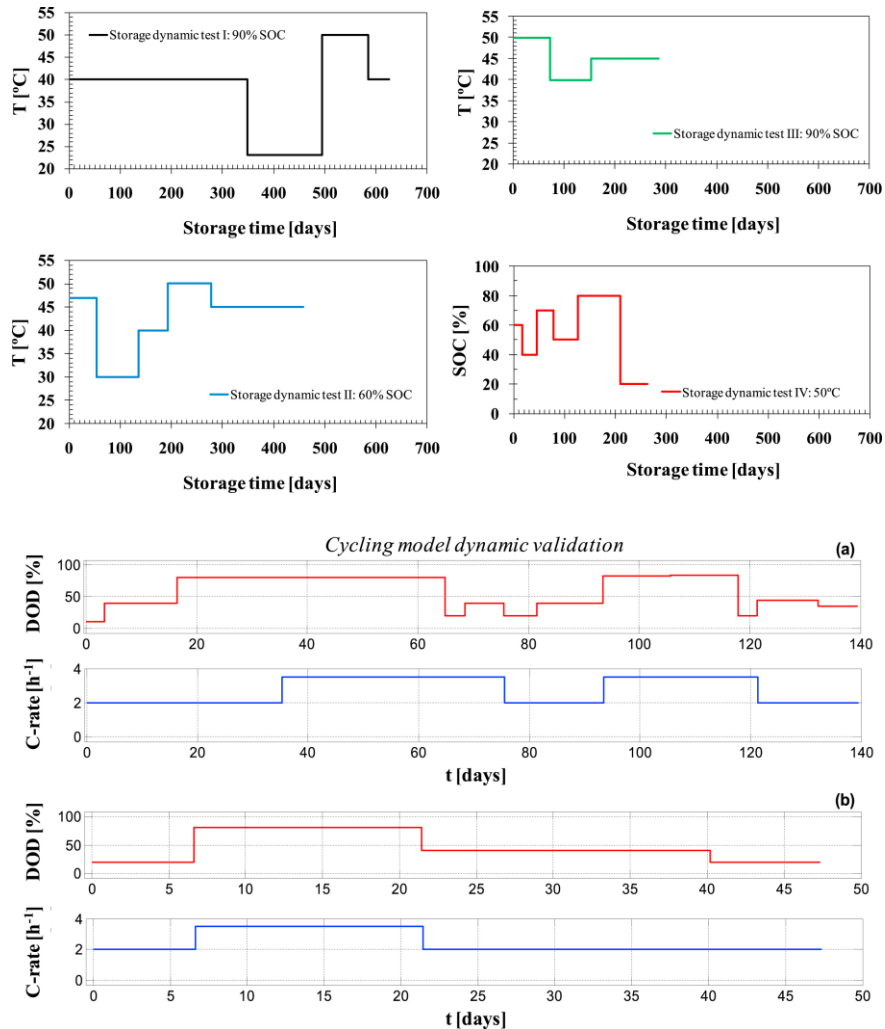 55
50
45
40
35
30
25
20
T [ºC]
Storage dynamic test I: 90% SOC
0 100 200 300 400 500 600 700
Storage time [days]
55
50
45
40
35
30
25
20
T [ºC]
Storage dynamic test III: 90% SOC
0 100 200 300 400 500 600 700
Storage time [days]
55
50
45
40
35
30
25
20
T [ºC]
Storage dynamic test II: 60% SOC
0 100 200 300 400 500 600 700
Storage time [days]
100
80
60
40
20
0
SOC [%]
Storage dynamic test IV: 50ºC
0 100 200 300 400 500 600 700
Storage time [days]
Cycling model dynamic validation
(a)
DOD [%]
100
50
0
0 20 40 60 80 100 120 140
C-rate [h-1]
4
2
0
0 20 40 60 80 100 120 140
t [days]
(b)
DOD [%]
100
50
0
0 5 10 15 20 25 30 35 40 45 50
C-rate [h-1]
4
2
0
0 5 10 15 20 25 30 35 40 45 50
t [days]